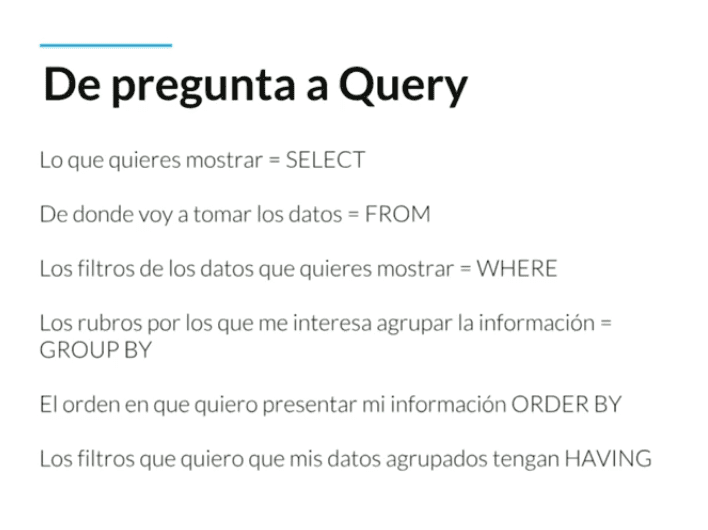 De pregunta a Query
Lo que quieres mostrar = SELECT
De donde voy a tomar los datos = FROM
Los filtros de los datos que quieres mostrar = WHERE
Los rubros por los que me interesa agrupar la información =
GROUP BY
El orden en que quiero presentar mi información ORDER BY
Los filtros que quiero que mis datos agrupados tengan HAVING